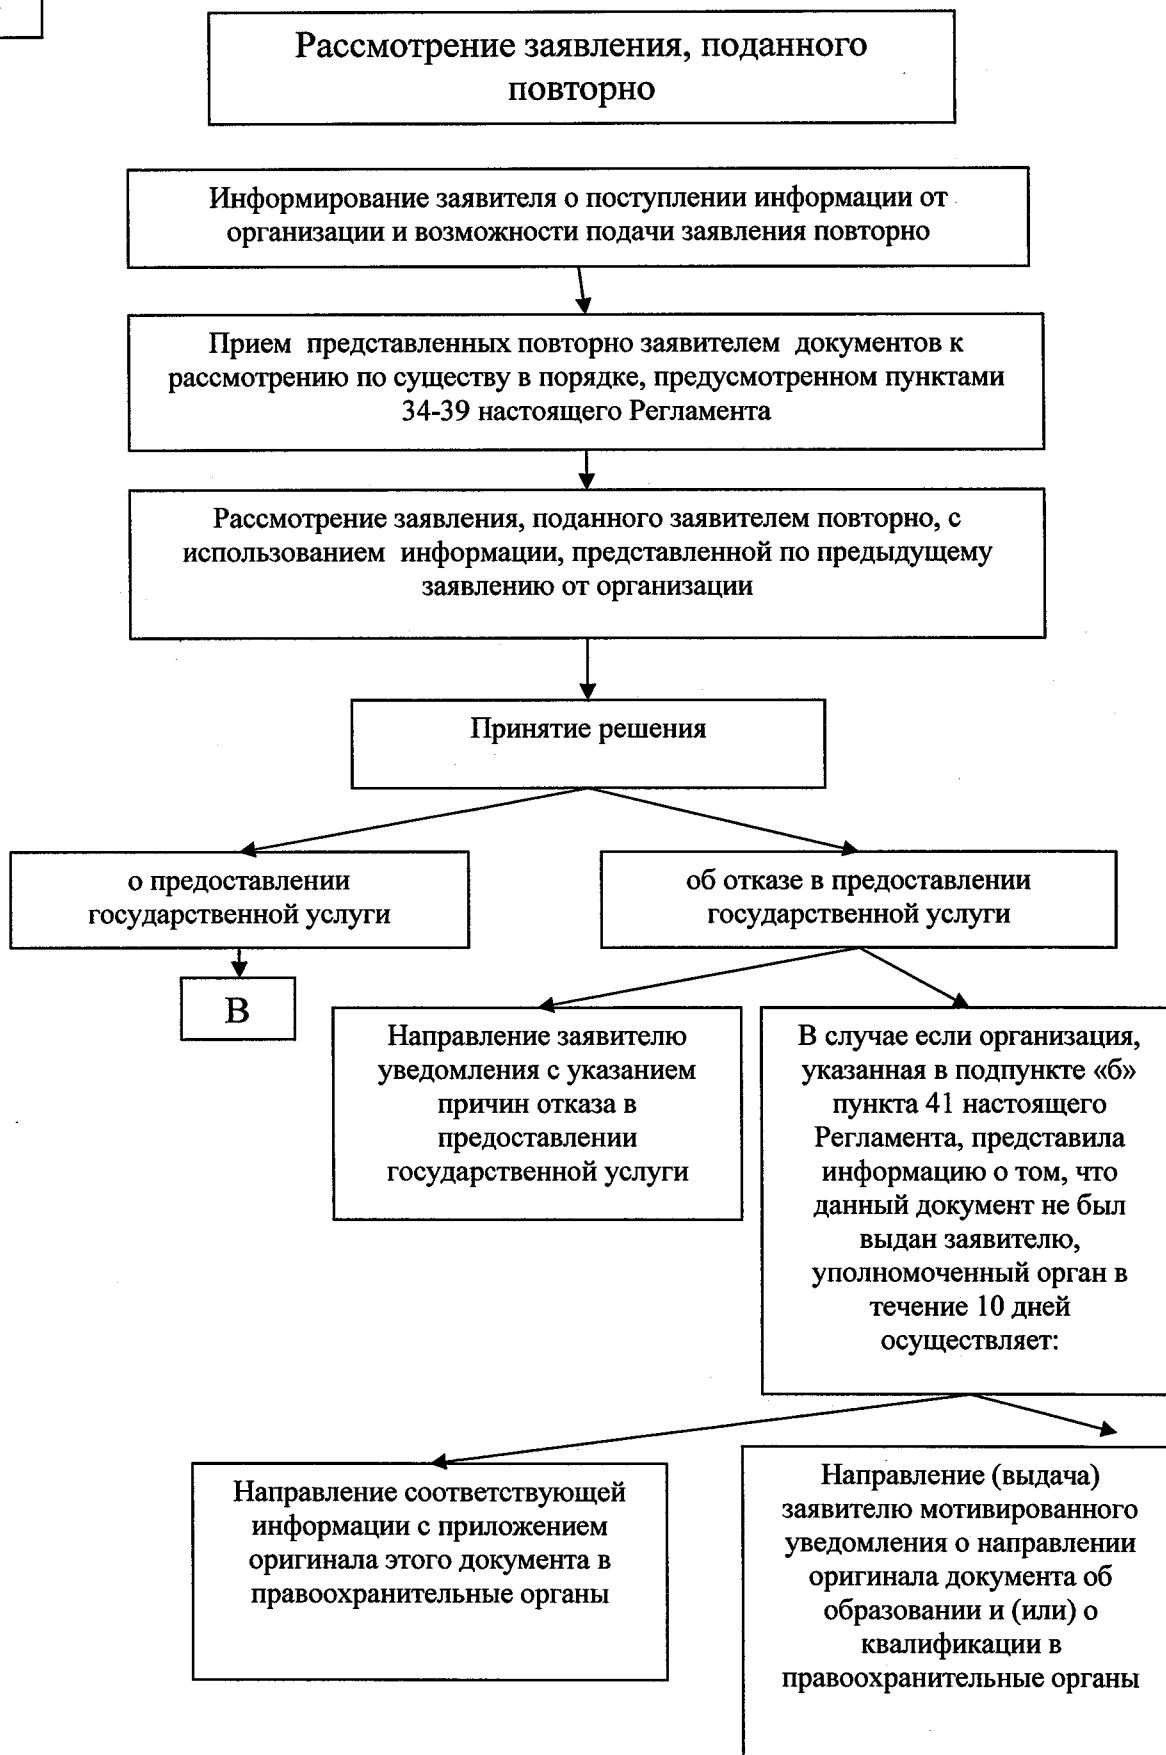 Рассмотрение заявления, поданного
повторно
Информирование заявителя о поступлении информации от
организации и возможности подачи заявления повторно
Прием представленных повторно заявителем документов к
рассмотрению по существу в порядке, предусмотренном пунктами
34-39 настоящего Регламента
Рассмотрение заявления, поданного заявителем повторно, с
использованием информации, представленной по предыдущему
заявлению от организации
Принятие решения
о предоставлении
государственной услуги
об отказе в предоставлении
государственной услуги
В
Направление заявителю
уведомления с указанием
причин отказа в
предоставлении
государственной услуги
В случае если организация,
указанная в подпункте «б»
пункта 41 настоящего
Регламента, представила
информацию о том, что
данный документ не был
выдан заявителю,
уполномоченный орган в
течение 10 дней
осуществляет:
Направление соответствующей
информации с приложением
оригинала этого документа в
правоохранительные органы
Направление (выдача)
заявителю мотивированного
уведомления о направлении
оригинала документа об
образовании и (или) о
квалификации в
правоохранительные органы